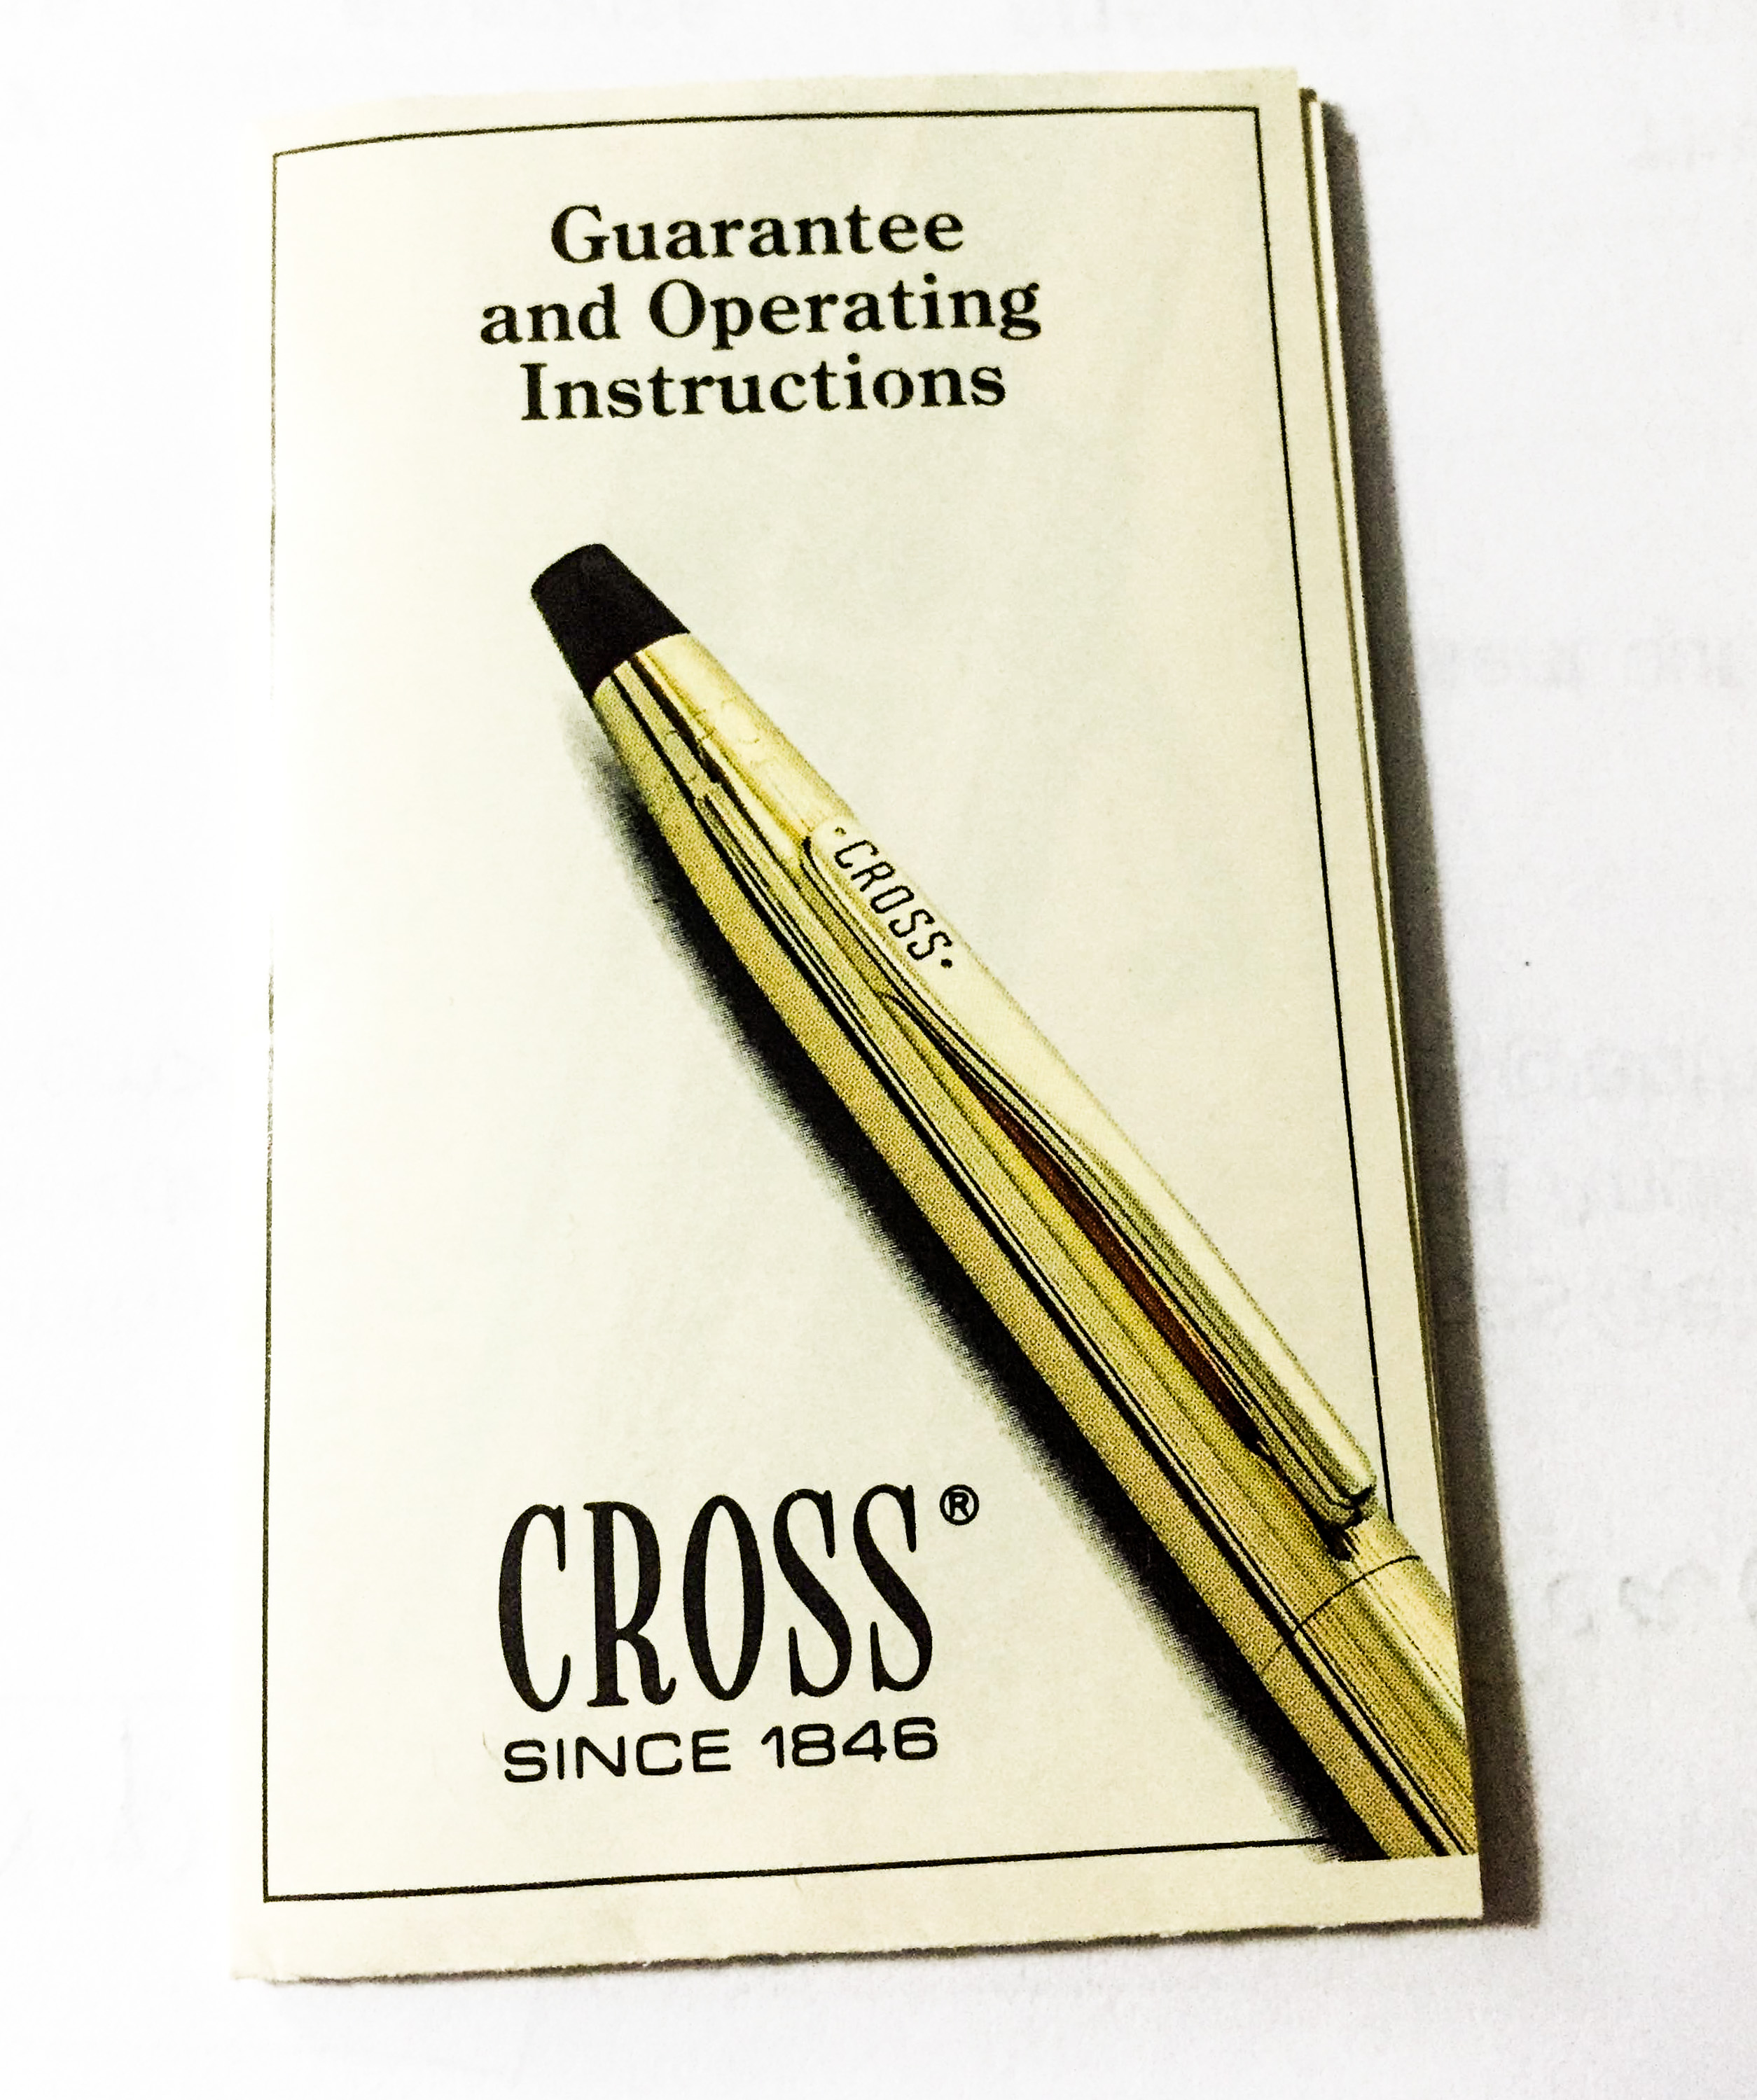 Guarantee
and Operating
Instructions
·CROSS·
CROSS®
SINCE 1846